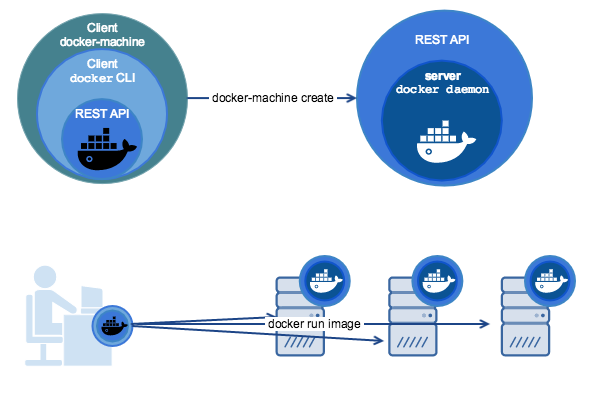 Client
docker-machine
Client
docker CLI
REST API
docker-machine create
REST API
server
docker daemon
docker run image